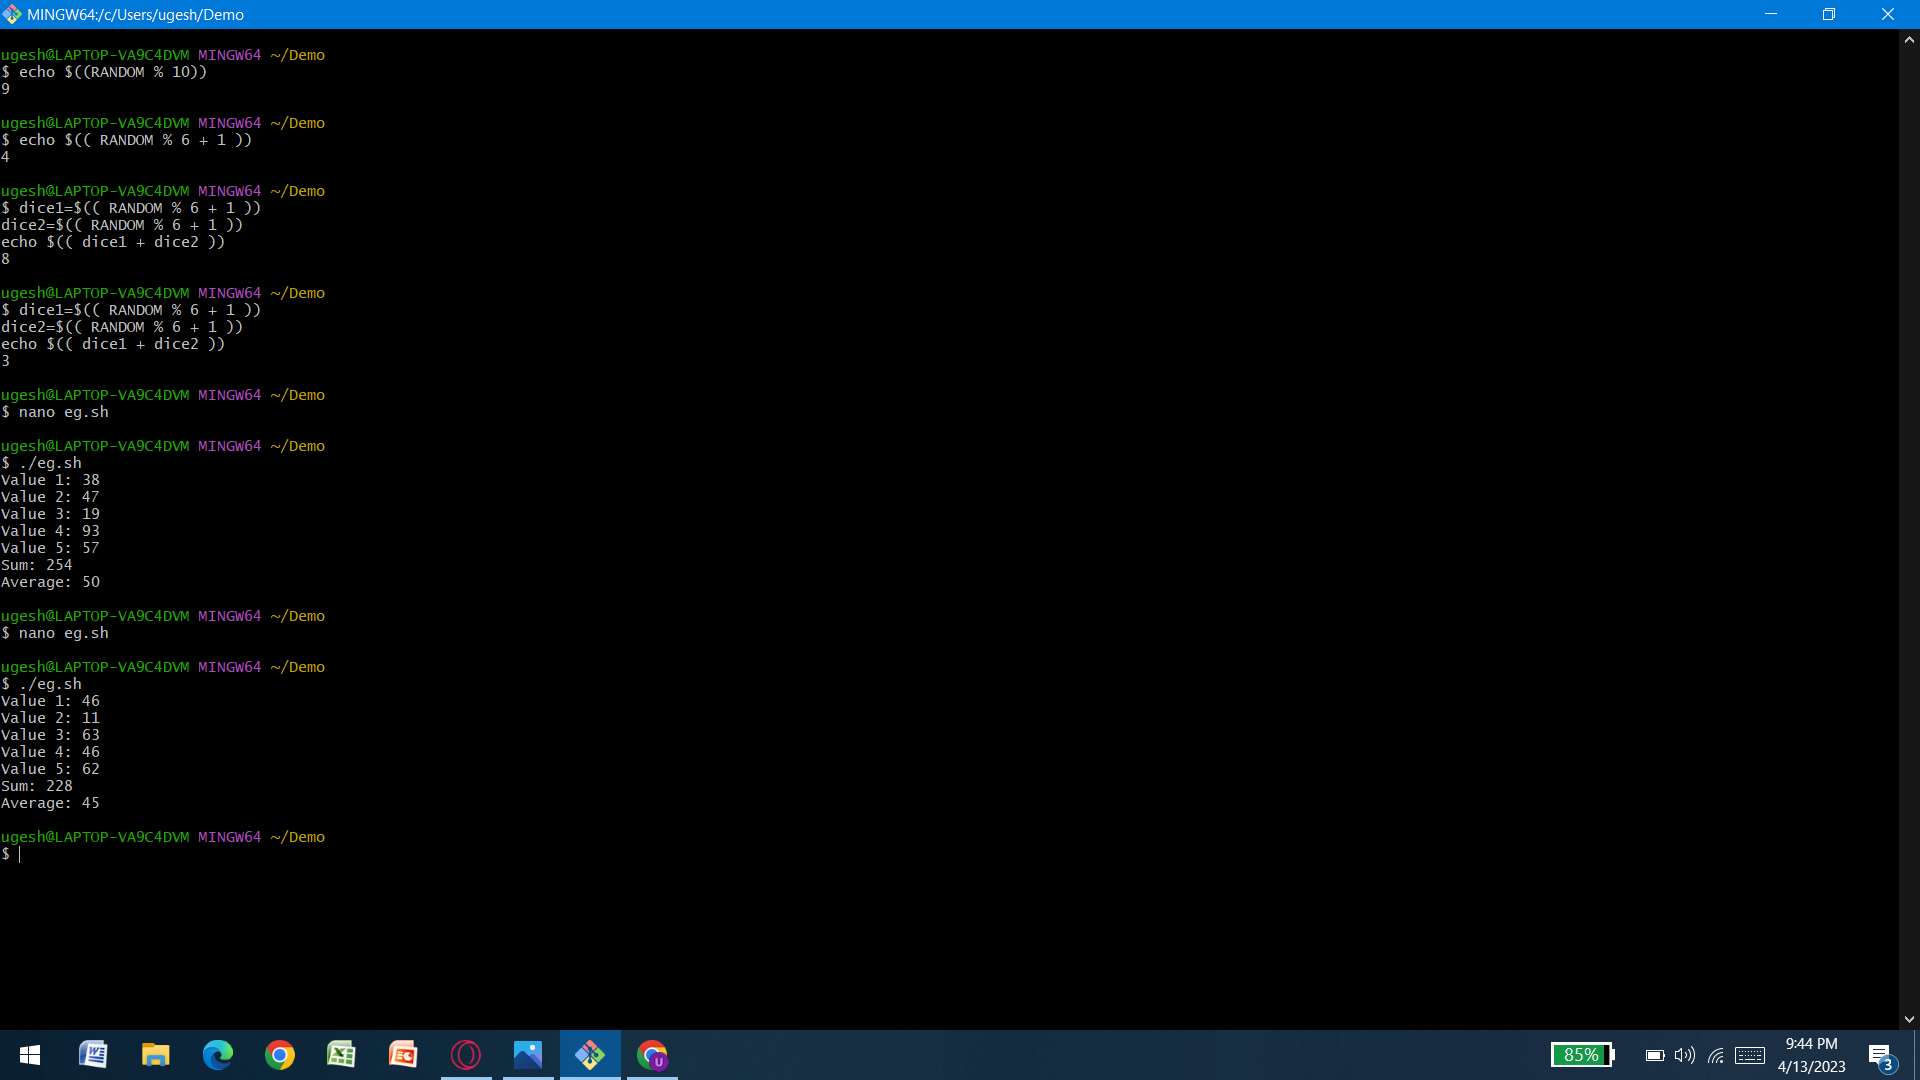 MINGW64:/c/Users/ugesh/Demo
ugesh@LAPTOP-VA9C4DVM MINGW64 ~/Demo
$ echo $((RANDOM % 10))
9
ugesh@LAPTOP-VA9C4DVM MINGW64 ~/Demo
$ echo $(( RANDOM % 6 + 1 ))
4
ugesh@LAPTOP-VA9C4DVM MINGW64 ~/Demo
$ dice1=$(( RANDOM % 6 + 1 ))
dice2=$(( RANDOM % 6 + 1 ))
echo $(( dice1 + dice2 ))
8
ugesh@LAPTOP-VA9C4DVM MINGW64 ~/Demo
$ dice1=$(( RANDOM % 6 + 1 ))
dice2=$(( RANDOM % 6 + 1 ))
echo $(( dice1 + dice2 ))
3
ugesh@LAPTOP-VA9C4DVM MINGW64 ~/Demo
$ nano eg.sh
ugesh@LAPTOP-VA9C4DVM MINGW64 ~/Demo
$ ./eg.sh
Value 1: 38
Value 2: 47
Value 3: 19
Value 4: 93
Value 5: 57
Sum: 254
Average: 50
ugesh@LAPTOP-VA9C4DVM MINGW64 ~/Demo
$ nano eg.sh
ugesh@LAPTOP-VA9C4DVM MINGW64 ~/Demo
$ ./eg.sh
Value 1: 46
Value 2: 11
Value 3: 63
Value 4: 46
Value 5: 62
Sum: 228
Average: 45
ugesh@LAPTOP-VA9C4DVM MINGW64 ~/Demo
$
85%
9:44 PM
4/13/2023
3